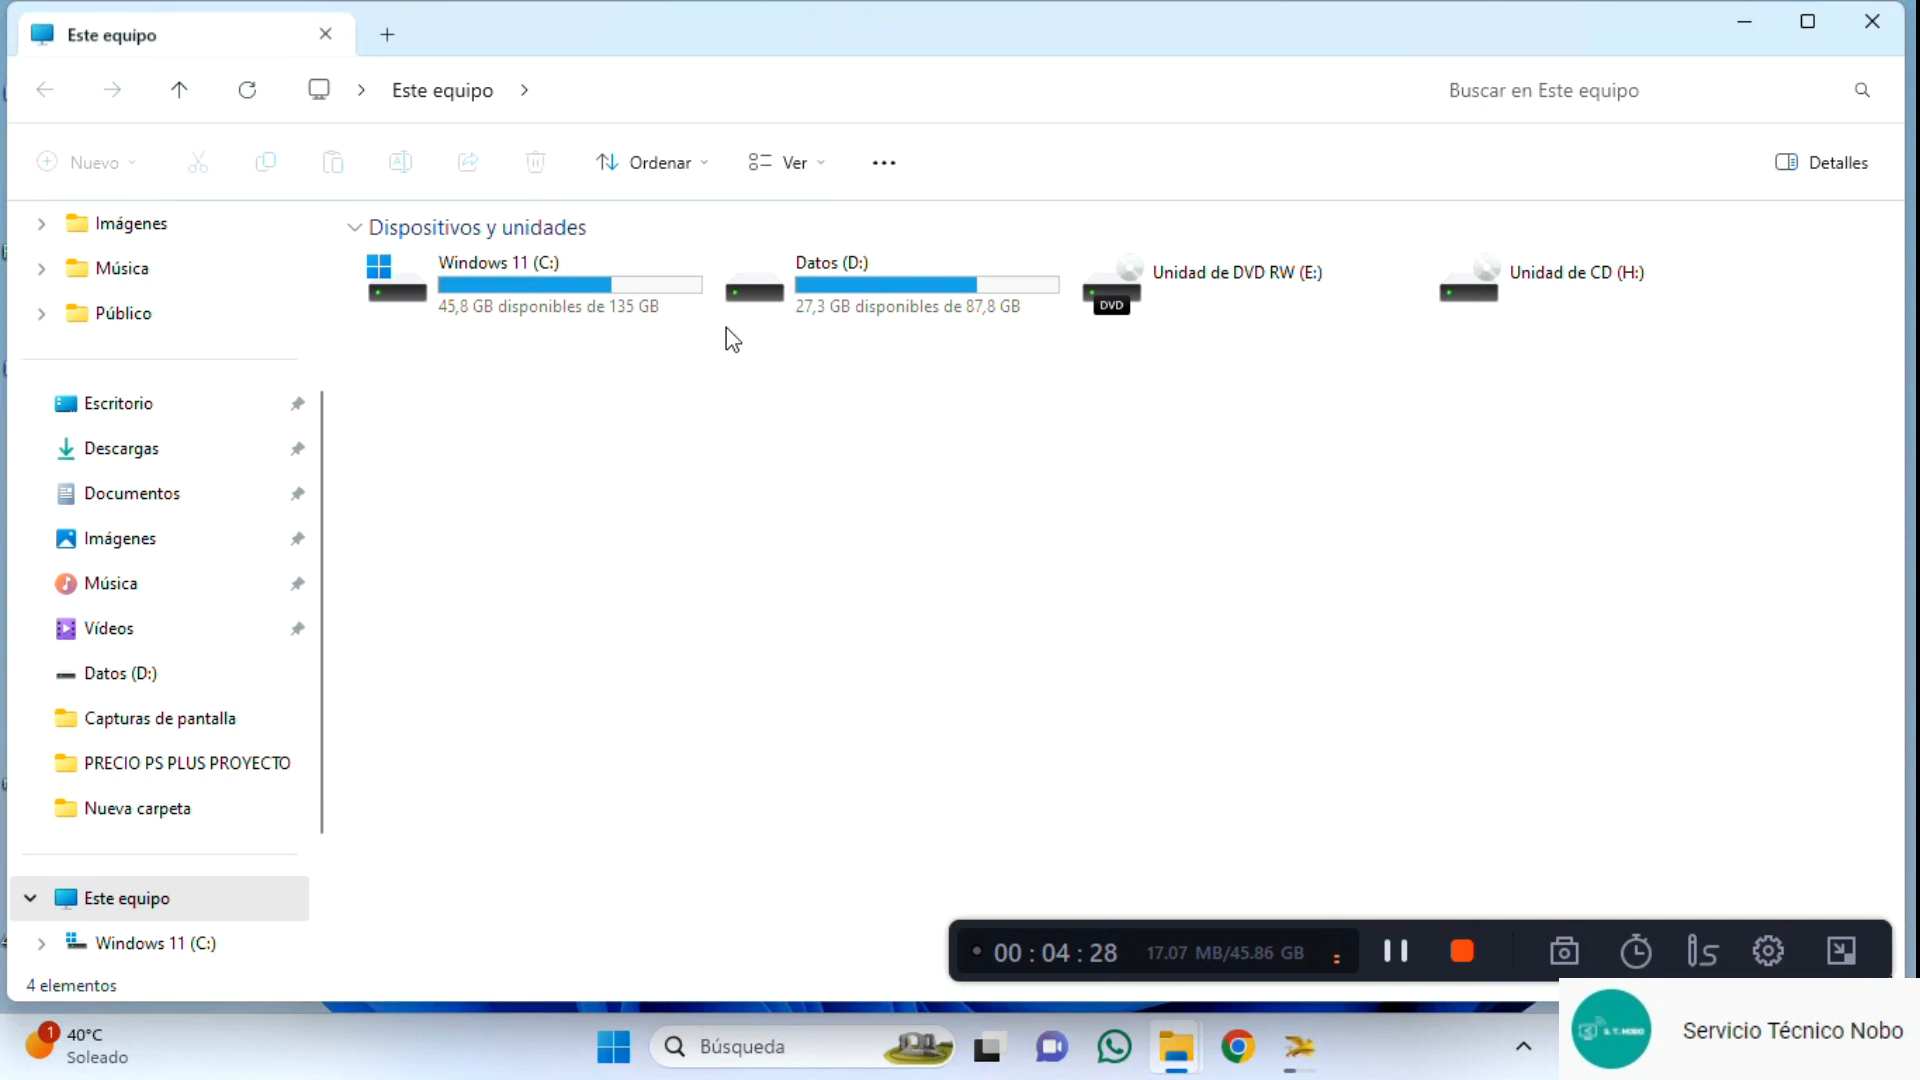 Este equipo
Este equipo
Buscar en Este equipo
Nuevo
Ordenar
Ver
Detalles
Imágenes
Música
Público
Dispositivos y unidades
Windows 11 (C:)
45,8 GB disponibles de 135 GB
Datos (D:)
27,3 GB disponibles de 87,8 GB
DVD
Unidad de DVD RW (E:)
Unidad de CD (H:)
Escritorio
Descargas
Documentos
Imágenes
Música
Vídeos
Datos (D:)
Capturas de pantalla
PRECIO PS PLUS PROYECTO
Nueva carpeta
Este equipo
Windows 11 (C:)
4 elementos
00 : 04 : 28
17.07 MB/45.86 GB
1
40°C
Soleado
Búsqueda
S. T. NOBO
Servicio Técnico Nobo